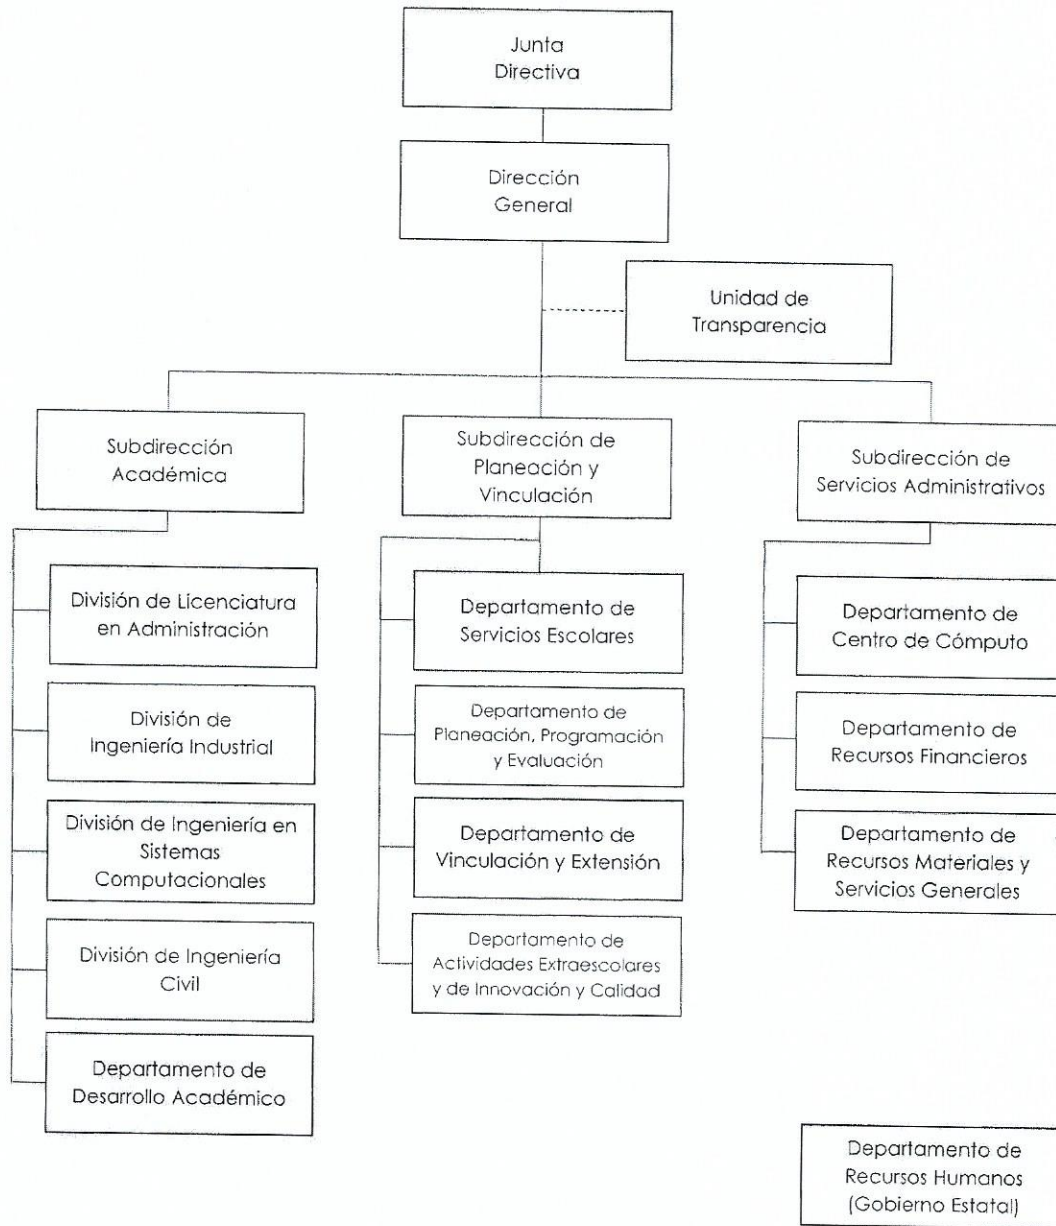 Junta
Directiva
Dirección
General
Unidad de
Transparencia
Subdirección
Académica
Subdirección de
Planeación y
Vinculación
Subdirección de
Servicios Administrativos
División de Licenciatura
en Administración
División de
Ingeniería Industrial
División de Ingeniería en
Sistemas
Computacionales
División de Ingeniería
Civil
Departamento de
Desarrollo Académico
Departamento de
Servicios Escolares
Departamento de
Planeación, Programación
y Evaluación
Departamento de
Vinculación y Extensión
Departamento de
Actividades Extraescolares
y de Innovación y Calidad
Departamento de
Centro de Cómputo
Departamento de
Recursos Financieros
Departamento de
Recursos Materiales y
Servicios Generales
Departamento de
Recursos Humanos
(Gobierno Estatal)